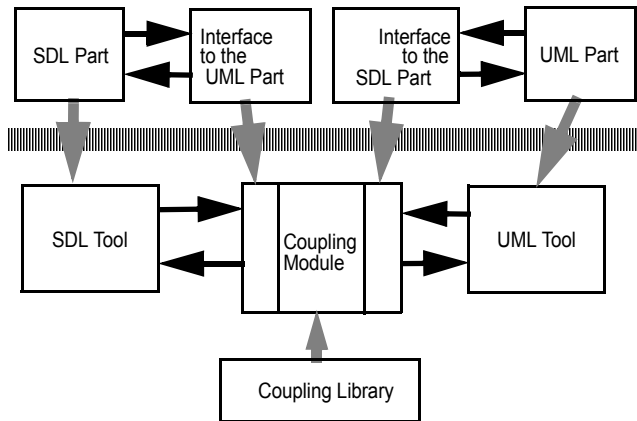 SDL Part
Interface
to the
UML Part
Interface
to the
SDL Part
UML Part
SDL Tool
Coupling
Module
UML Tool
Coupling Library